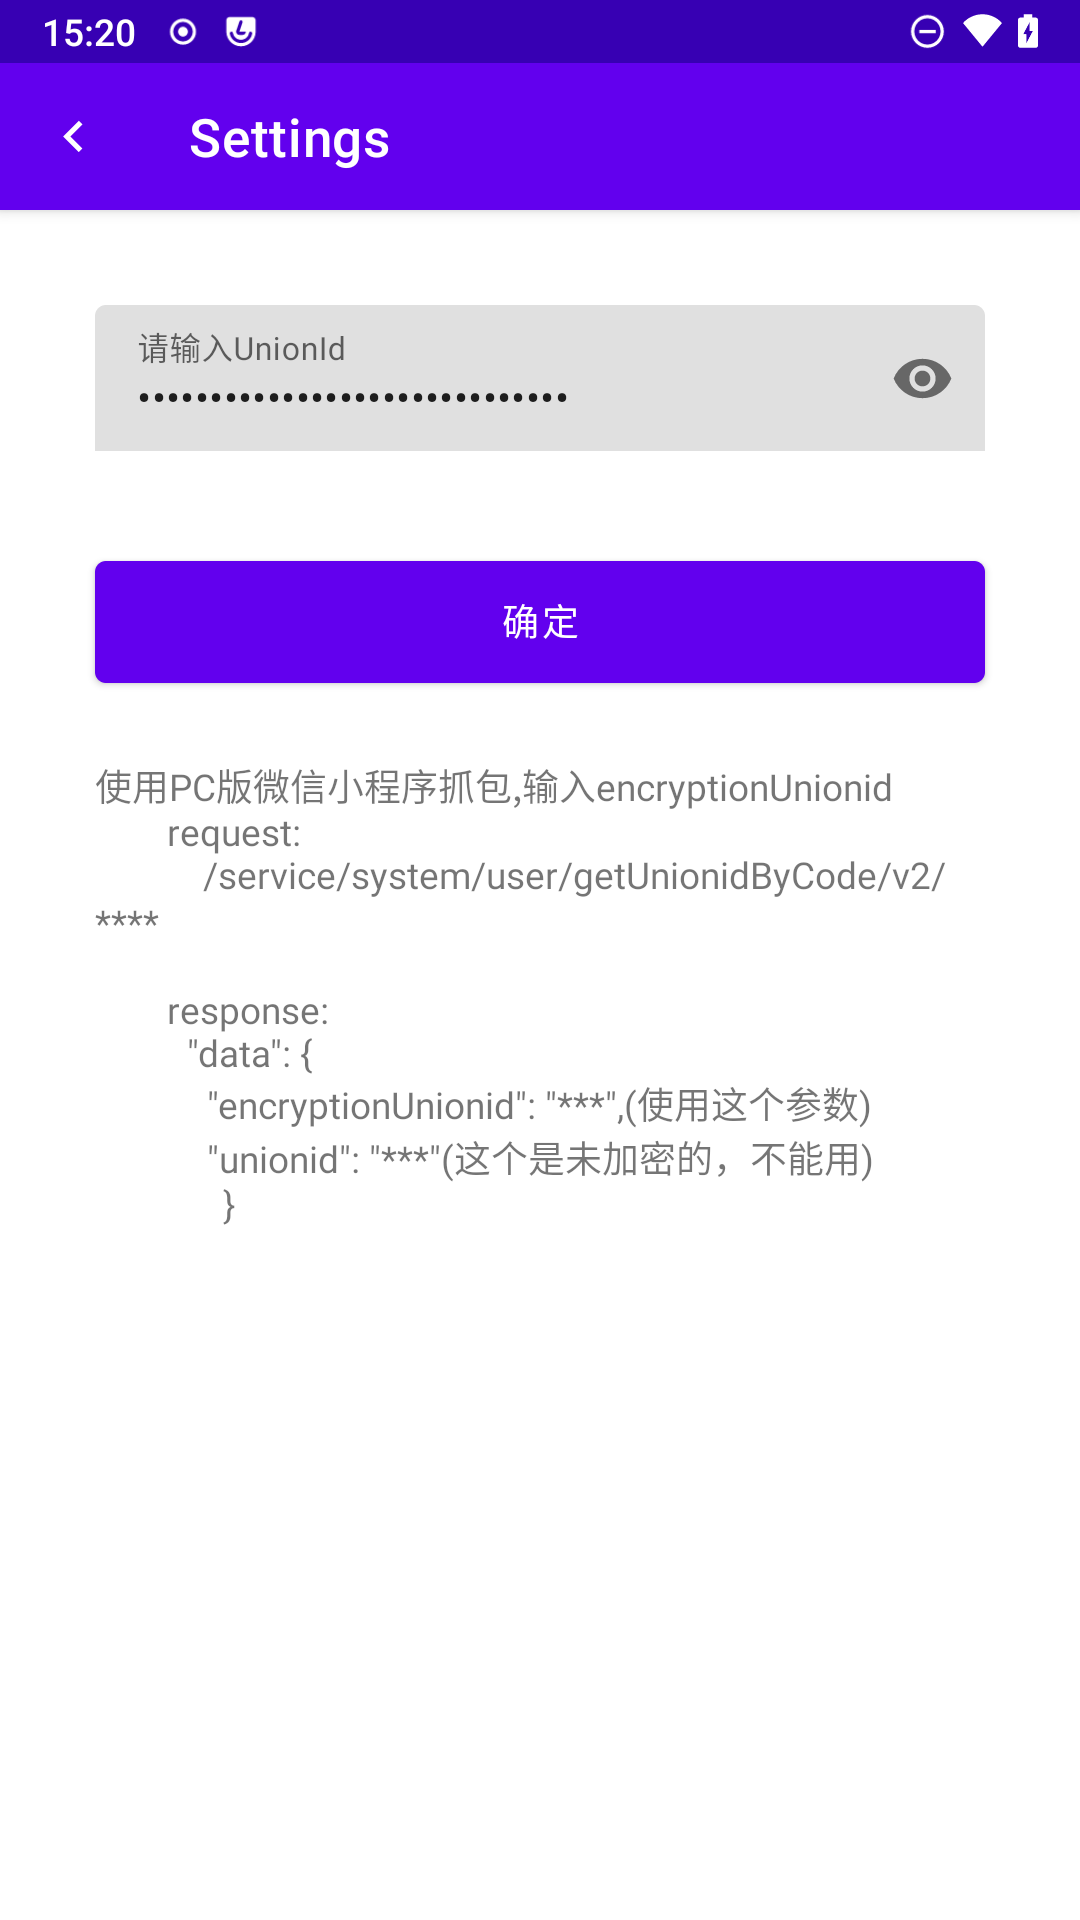 15:20
Settings
请输入UnionId
••••••••••••••••••••••••••••••
确定
使用PC版微信小程序抓包,输入encryptionUnionid
request:
/service/system/user/getUnionidByCode/v2/
****
response:
"data": {
"encryptionUnionid": "***",(使用这个参数)
"unionid": "***"(这个是未加密的，不能用)
}